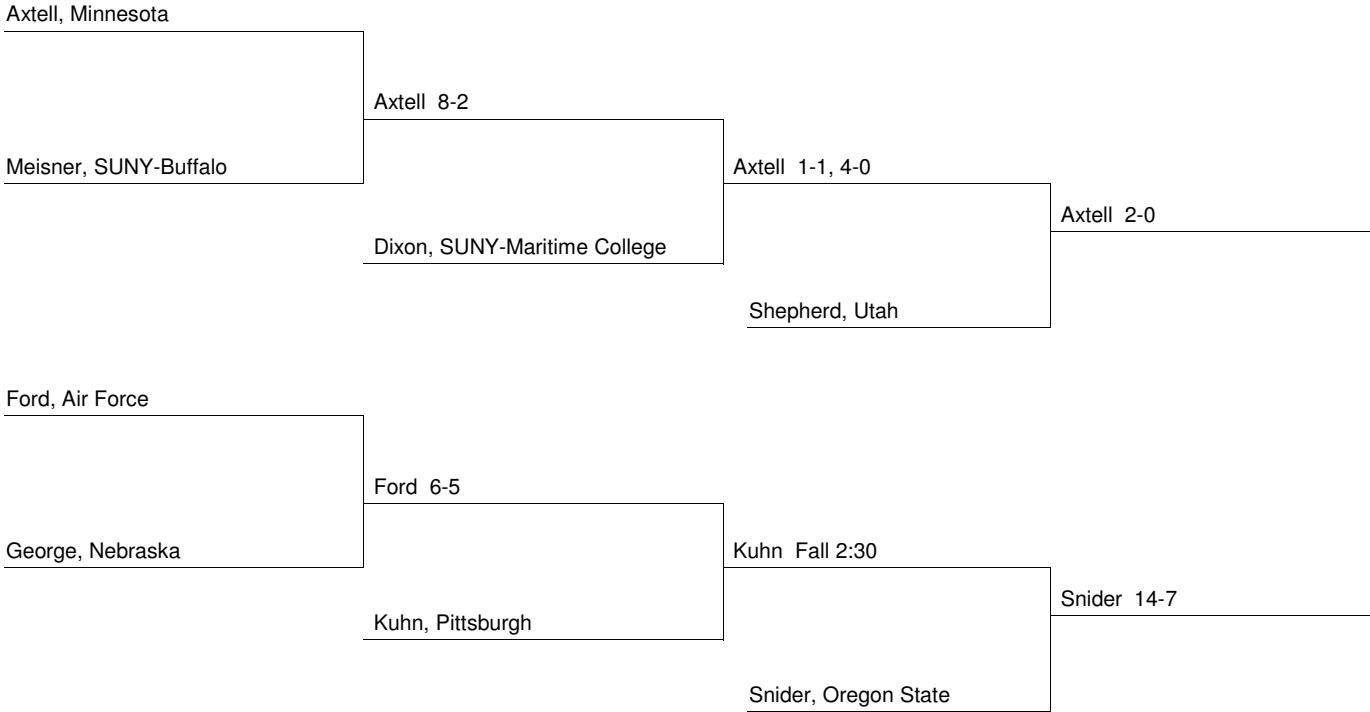 Axtell, Minnesota
Axtell  8-2
Meisner, SUNY-Buffalo
Axtell  1-1, 4-0
Axtell  2-0
Dixon, SUNY-Maritime College
Shepherd, Utah
Ford, Air Force
Ford  6-5
George, Nebraska
Kuhn  Fall 2:30
Snider  14-7
Kuhn, Pittsburgh
Snider, Oregon State